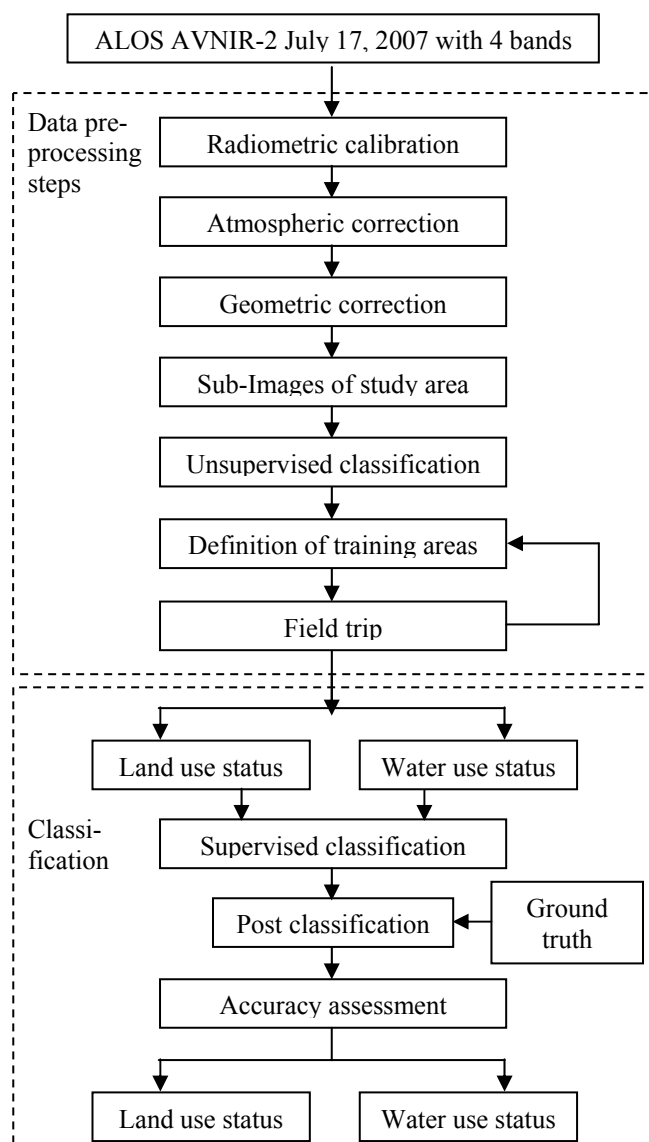 ALOS AVNIR-2 July 17, 2007 with 4 bands
Data pre-
processing
steps
Radiometric calibration
Atmospheric correction
Geometric correction
Sub-Images of study area
Unsupervised classification
Definition of training areas
Field trip
Land use status
Water use status
Classi-
fication
Supervised classification
Post classification
Ground
truth
Accuracy assessment
Land use status
Water use status